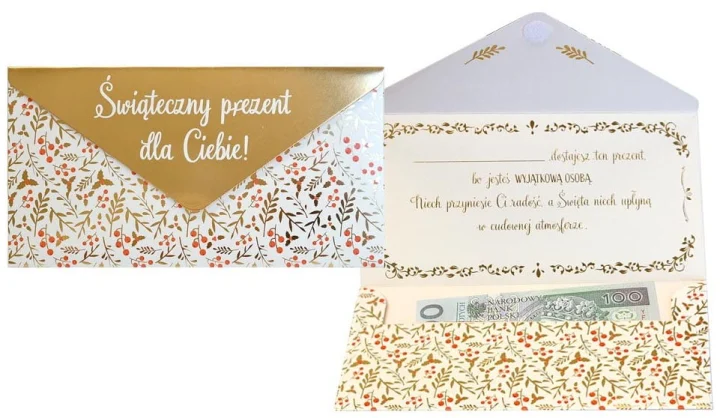 Świąteczny prezent
dla Ciebie!
dostajesz ten prezent,
bo jesteś WYJĄTKOWĄ OSOBĄ.
Niech przyniesie Ci radość, a Święta niech upłyną
w cudownej atmosferze.
0
NARODOWY 100
BANK
POLSKI